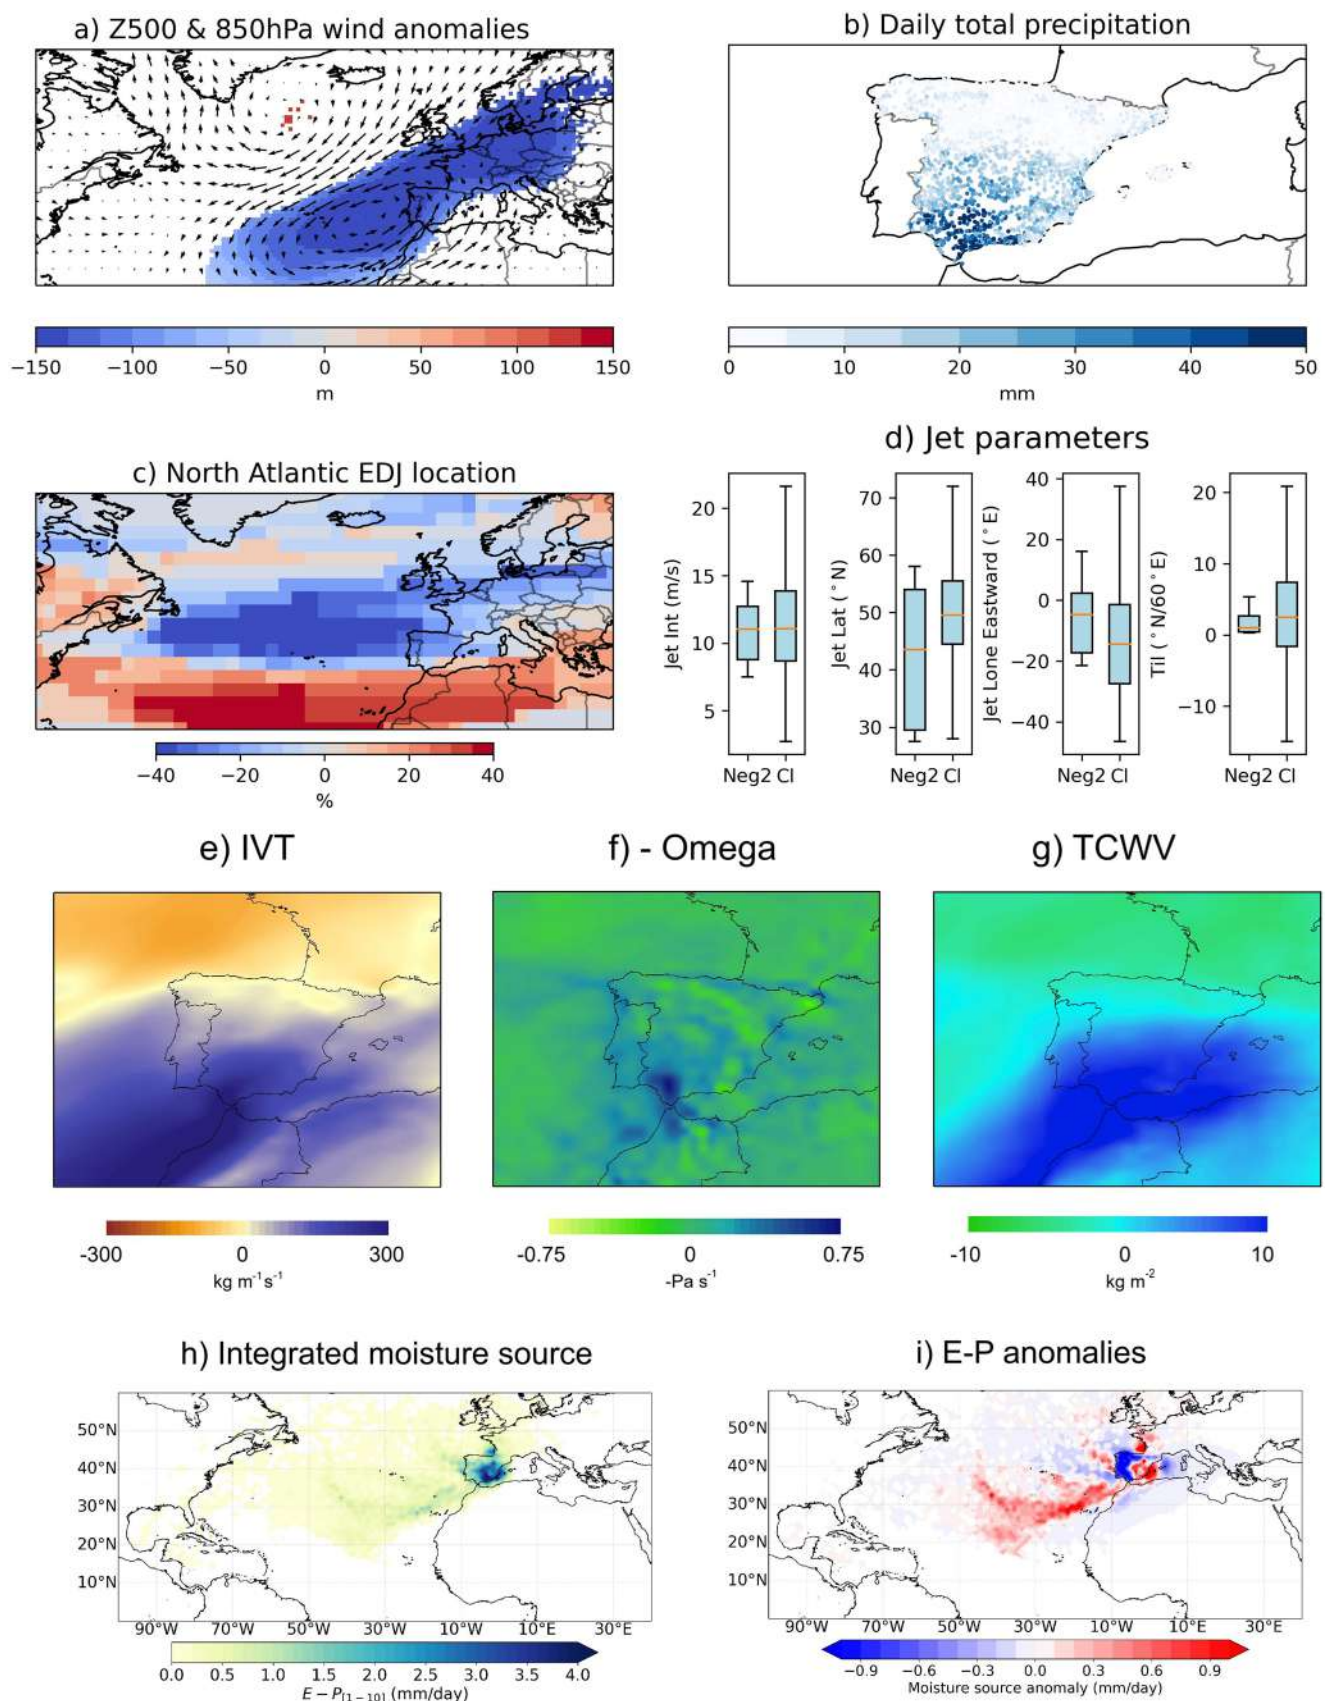 a) Z500 & 850hPa wind anomalies
b) Daily total precipitation
−150 −100 −50 0 50 100 150
m
0 10 20 30 40 50
mm
c) North Atlantic EDJ location
−40 −20 0 20 40
%
d) Jet parameters
Jet Int (m/s)
20
15
10
5
Neg2 Cl
Jet Lat (°N)
70
60
50
40
30
Neg2 Cl
Jet Lone Eastward (°E)
40
20
0
−20
−40
Neg2 Cl
Till (°N/60°E)
20
10
0
−10
Neg2 Cl
e) IVT
f) - Omega
g) TCWV
-300 0 300
kg m⁻¹s⁻¹
-0.75 0 0.75
-Pa s⁻¹
-10 0 10
kg m⁻²
h) Integrated moisture source
50°N
40°N
30°N
20°N
10°N
90°W 70°W 50°W 30°W 10°W 10°E 30°E
0.0 0.5 1.0 1.5 2.0 2.5 3.0 3.5 4.0
E − P[1−10] (mm/day)
i) E-P anomalies
50°N
40°N
30°N
20°N
10°N
90°W 70°W 50°W 30°W 10°W 10°E 30°E
−0.9 −0.6 −0.3 0.0 0.3 0.6 0.9
Moisture source anomaly (mm/day)